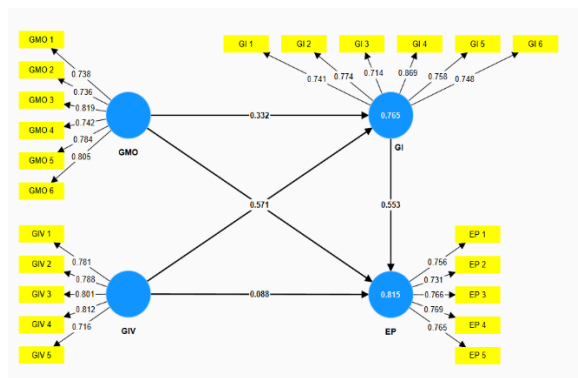 GMO 1
GMO 2
GMO 3
GMO 4
GMO 5
GMO 6
0.738
0.736
0.819
0.742
0.784
0.805
GMO
GI 1
GI 2
GI 3
GI 4
GI 5
GI 6
0.741
0.774
0.714
0.869
0.758
0.748
0.765
GI
0.332
0.571
0.553
0.088
GIV 1
GIV 2
GIV 3
GIV 4
GIV 5
0.781
0.788
0.801
0.812
0.716
GIV
0.815
EP
0.756
0.731
0.766
0.769
0.765
EP 1
EP 2
EP 3
EP 4
EP 5